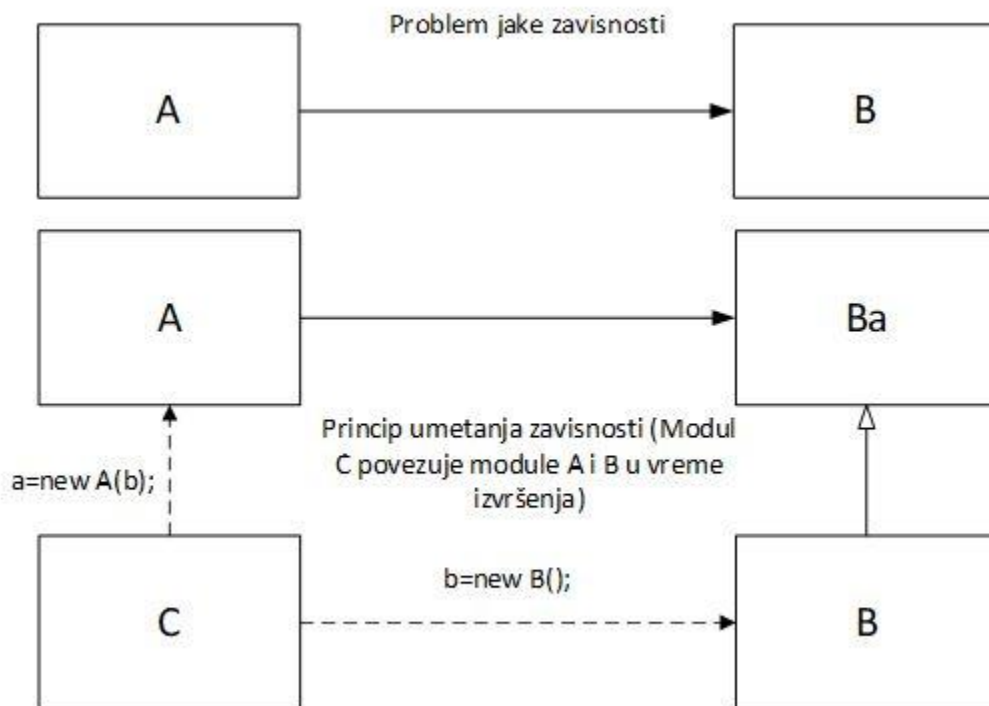 Problem jake zavisnosti
A
B
A
Ba
Princip umetanja zavisnosti (Modul
C povezuje module A i B u vreme
izvršenja)
a=new A(b);
b=new B();
C
B